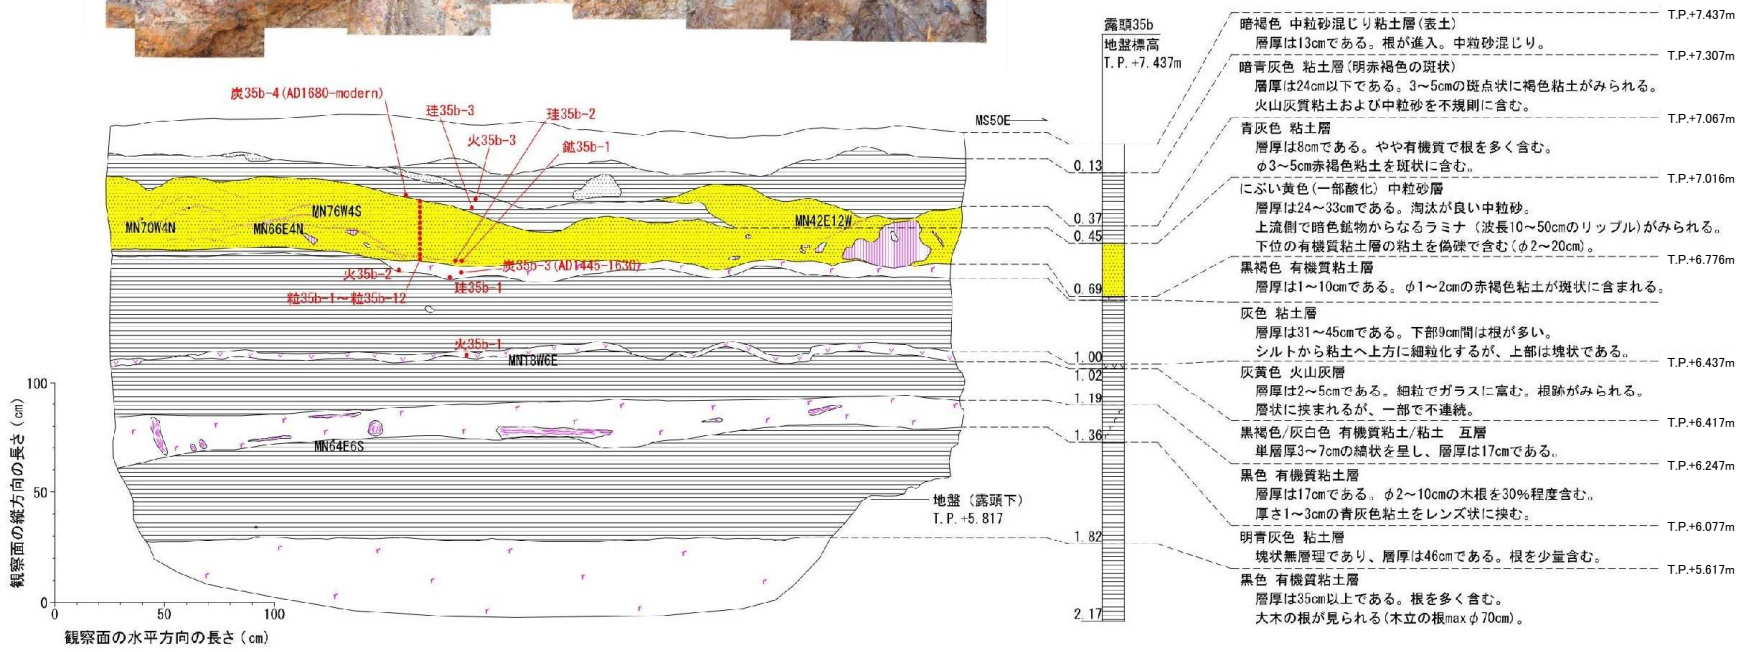 炭35b-4(AD1680-modern)
珪35b-3
珪35b-2
火35b-3
鉱35b-1
MS50E
MN76W4S
MN70W4N
MN66E4N
MN42E12W
火35b-2
炭35b-3(AD1445-1630)
珪35b-1
粒35b-1～粒35b-12
火35b-1
MN18W6E
MN64E6S
地盤（露頭下）
T.P.+5.817
観察面の縦方向の長さ(cm)
100
50
0
0
50
100
観察面の水平方向の長さ(cm)
露頭35b
地盤標高
T.P.+7.437m
0.13
0.37
0.45
0.69
1.00
1.02
1.19
1.36
1.82
2.17
T.P.+7.437m
暗褐色 中粒砂混じり粘土層(表土)
層厚は13cmである。根が進入。中粒砂混じり。
T.P.+7.307m
暗青灰色 粘土層(明赤褐色の斑状)
層厚は24cm以下である。3～5cmの斑点状に褐色粘土がみられる。
火山灰質粘土および中粒砂を不規則に含む。
T.P.+7.067m
青灰色 粘土層
層厚は8cmである。やや有機質で根を多く含む。
φ3～5cm赤褐色粘土を斑状に含む。
T.P.+7.016m
にぶい黄色(一部酸化) 中粒砂層
層厚は24～33cmである。淘汰が良い中粒砂。
上流側で暗色鉱物からなるラミナ（波長10～50cmのリップル)がみられる。
下位の有機質粘土層の粘土を偽礫で含む(φ2～20cm)。
T.P.+6.776m
黒褐色 有機質粘土層
層厚は1～10cmである。φ1～2cmの赤褐色粘土が斑状に含まれる。
灰色 粘土層
層厚は31～45cmである。下部9cm間は根が多い。
シルトから粘土へ上方に細粒化するが、上部は塊状である。
T.P.+6.437m
灰黄色 火山灰層
層厚は2～5cmである。細粒でガラスに富む。根跡がみられる。
層状に挟まれるが、一部で不連続。
T.P.+6.417m
黒褐色/灰白色 有機質粘土/粘土 互層
単層厚3～7cmの縞状を呈し、層厚は17cmである。
T.P.+6.247m
黒色 有機質粘土層
層厚は17cmである。φ2～10cmの木根を30%程度含む。
厚さ1～3cmの青灰色粘土をレンズ状に挟む。
T.P.+6.077m
明青灰色 粘土層
塊状無層理であり、層厚は46cmである。根を少量含む。
T.P.+5.617m
黒色 有機質粘土層
層厚は35cm以上である。根を多く含む。
大木の根が見られる(木立の根maxφ70cm)。